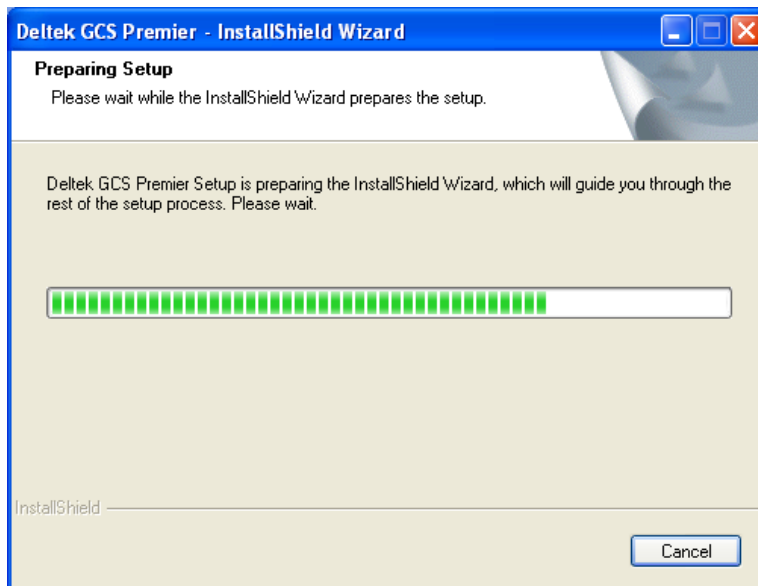 Deltek GCS Premier - InstallShield Wizard
Preparing Setup
Please wait while the InstallShield Wizard prepares the setup.
Deltek GCS Premier Setup is preparing the InstallShield Wizard, which will guide you through the
rest of the setup process. Please wait.
InstallShield
Cancel